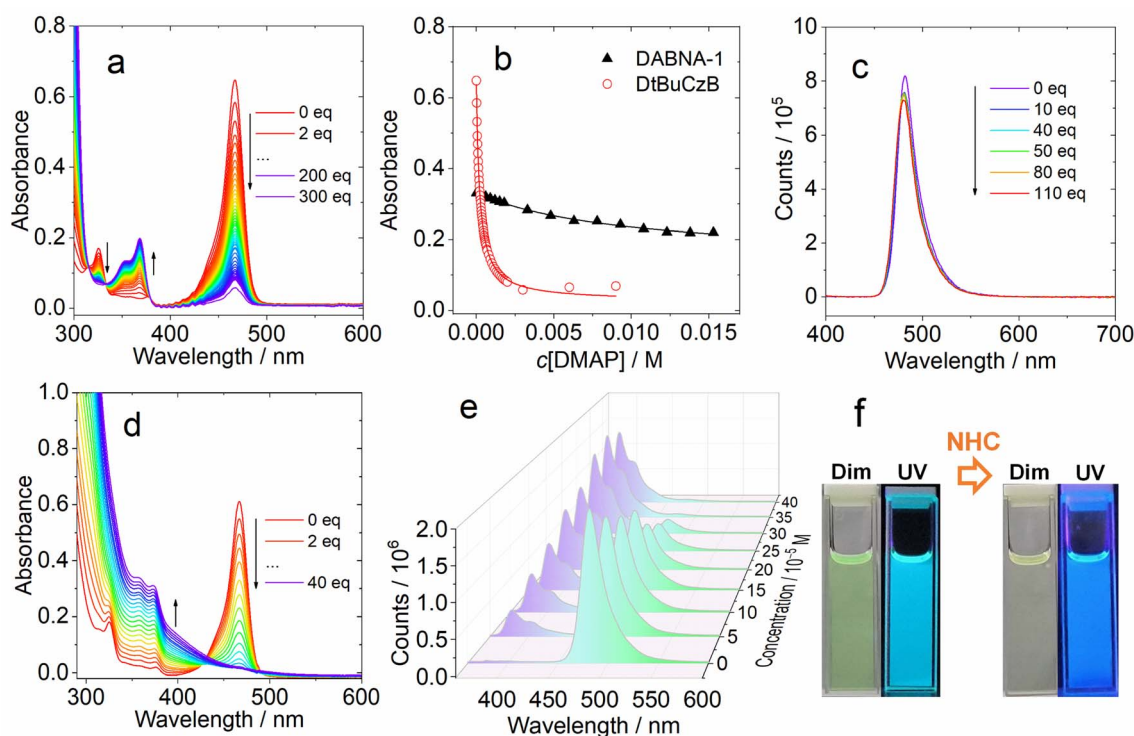 a
0.8
0.6
0.4
0.2
0.0
Absorbance
300 400 500 600
Wavelength / nm
0 eq
2 eq
...
200 eq
300 eq
b
0.8
0.6
0.4
0.2
0.0
Absorbance
0.000 0.005 0.010 0.015
c[DMAP] / M
DABNA-1
DtBuCzB
c
10
8
6
4
2
0
Counts / 10⁵
400 500 600 700
Wavelength / nm
0 eq
10 eq
40 eq
50 eq
80 eq
110 eq
d
1.0
0.8
0.6
0.4
0.2
0.0
Absorbance
300 400 500 600
Wavelength / nm
0 eq
2 eq
...
40 eq
e
2.0
1.5
1.0
0.5
0.0
Counts / 10⁶
400 450 500 550 600
Wavelength / nm
40
35
30
25
20
15
10
5
0
Concentration / 10⁻⁵ M
f
NHC
Dim UV
Dim UV